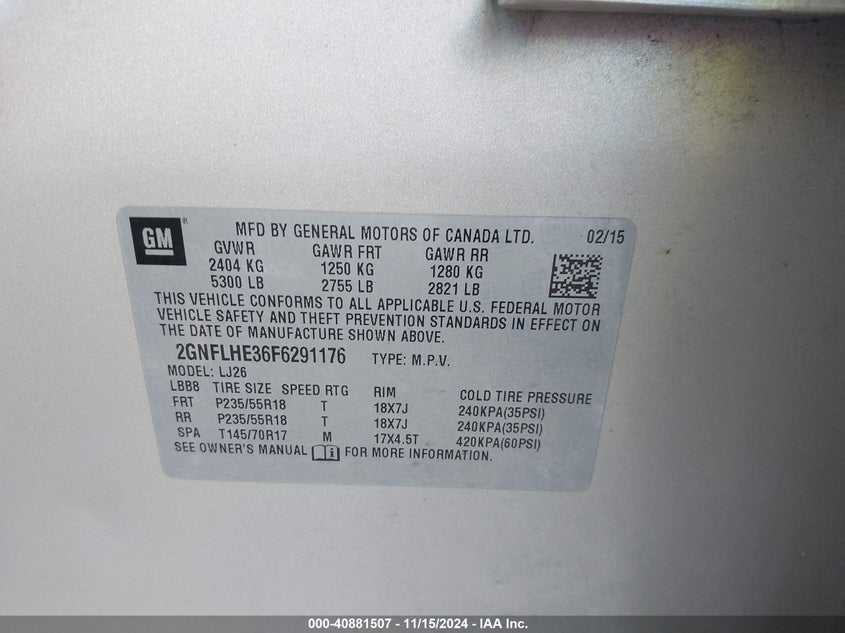 GM
MFD BY GENERAL MOTORS OF CANADA LTD. 02/15
GVWR GAWR FRT GAWR RR
2404 KG 1250 KG 1280 KG
5300 LB 2755 LB 2821 LB
THIS VEHICLE CONFORMS TO ALL APPLICABLE U.S. FEDERAL MOTOR
VEHICLE SAFETY AND THEFT PREVENTION STANDARDS IN EFFECT ON
THE DATE OF MANUFACTURE SHOWN ABOVE.
2GNFLHE36F6291176 TYPE: M.P.V.
MODEL: LJ26
LBB8 TIRE SIZE SPEED RTG RIM COLD TIRE PRESSURE
FRT P235/55R18 T 18X7J 240KPA(35PSI)
RR P235/55R18 T 18X7J 240KPA(35PSI)
SPA T145/70R17 M 17X4.5T 420KPA(60PSI)
SEE OWNER'S MANUAL i FOR MORE INFORMATION.
000-40881507 - 11/15/2024 - IAA Inc.